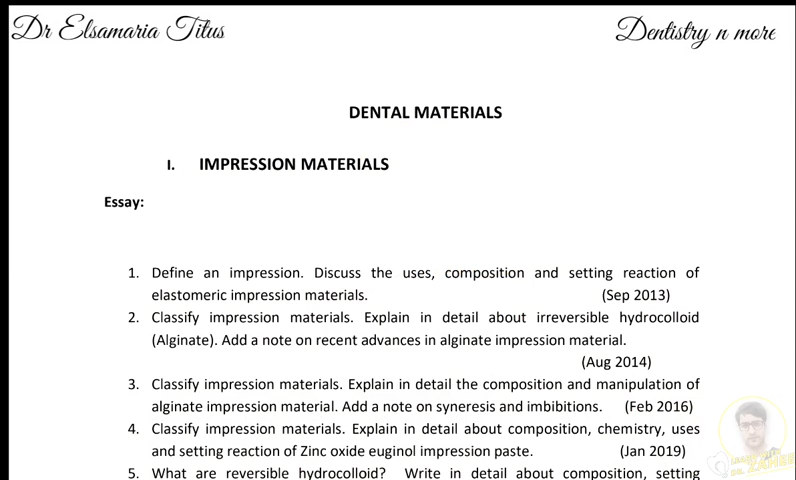 Dr Elsamaria Titus
Dentistry n more
DENTAL MATERIALS
I. IMPRESSION MATERIALS
Essay:
1. Define an impression. Discuss the uses, composition and setting reaction of
elastomeric impression materials. (Sep 2013)
2. Classify impression materials. Explain in detail about irreversible hydrocolloid
(Alginate). Add a note on recent advances in alginate impression material.
(Aug 2014)
3. Classify impression materials. Explain in detail the composition and manipulation of
alginate impression material. Add a note on syneresis and imbibitions. (Feb 2016)
4. Classify impression materials. Explain in detail about composition, chemistry, uses
and setting reaction of Zinc oxide euginol impression paste. (Jan 2019)
5. What are reversible hydrocolloid? Write in detail about composition, setting